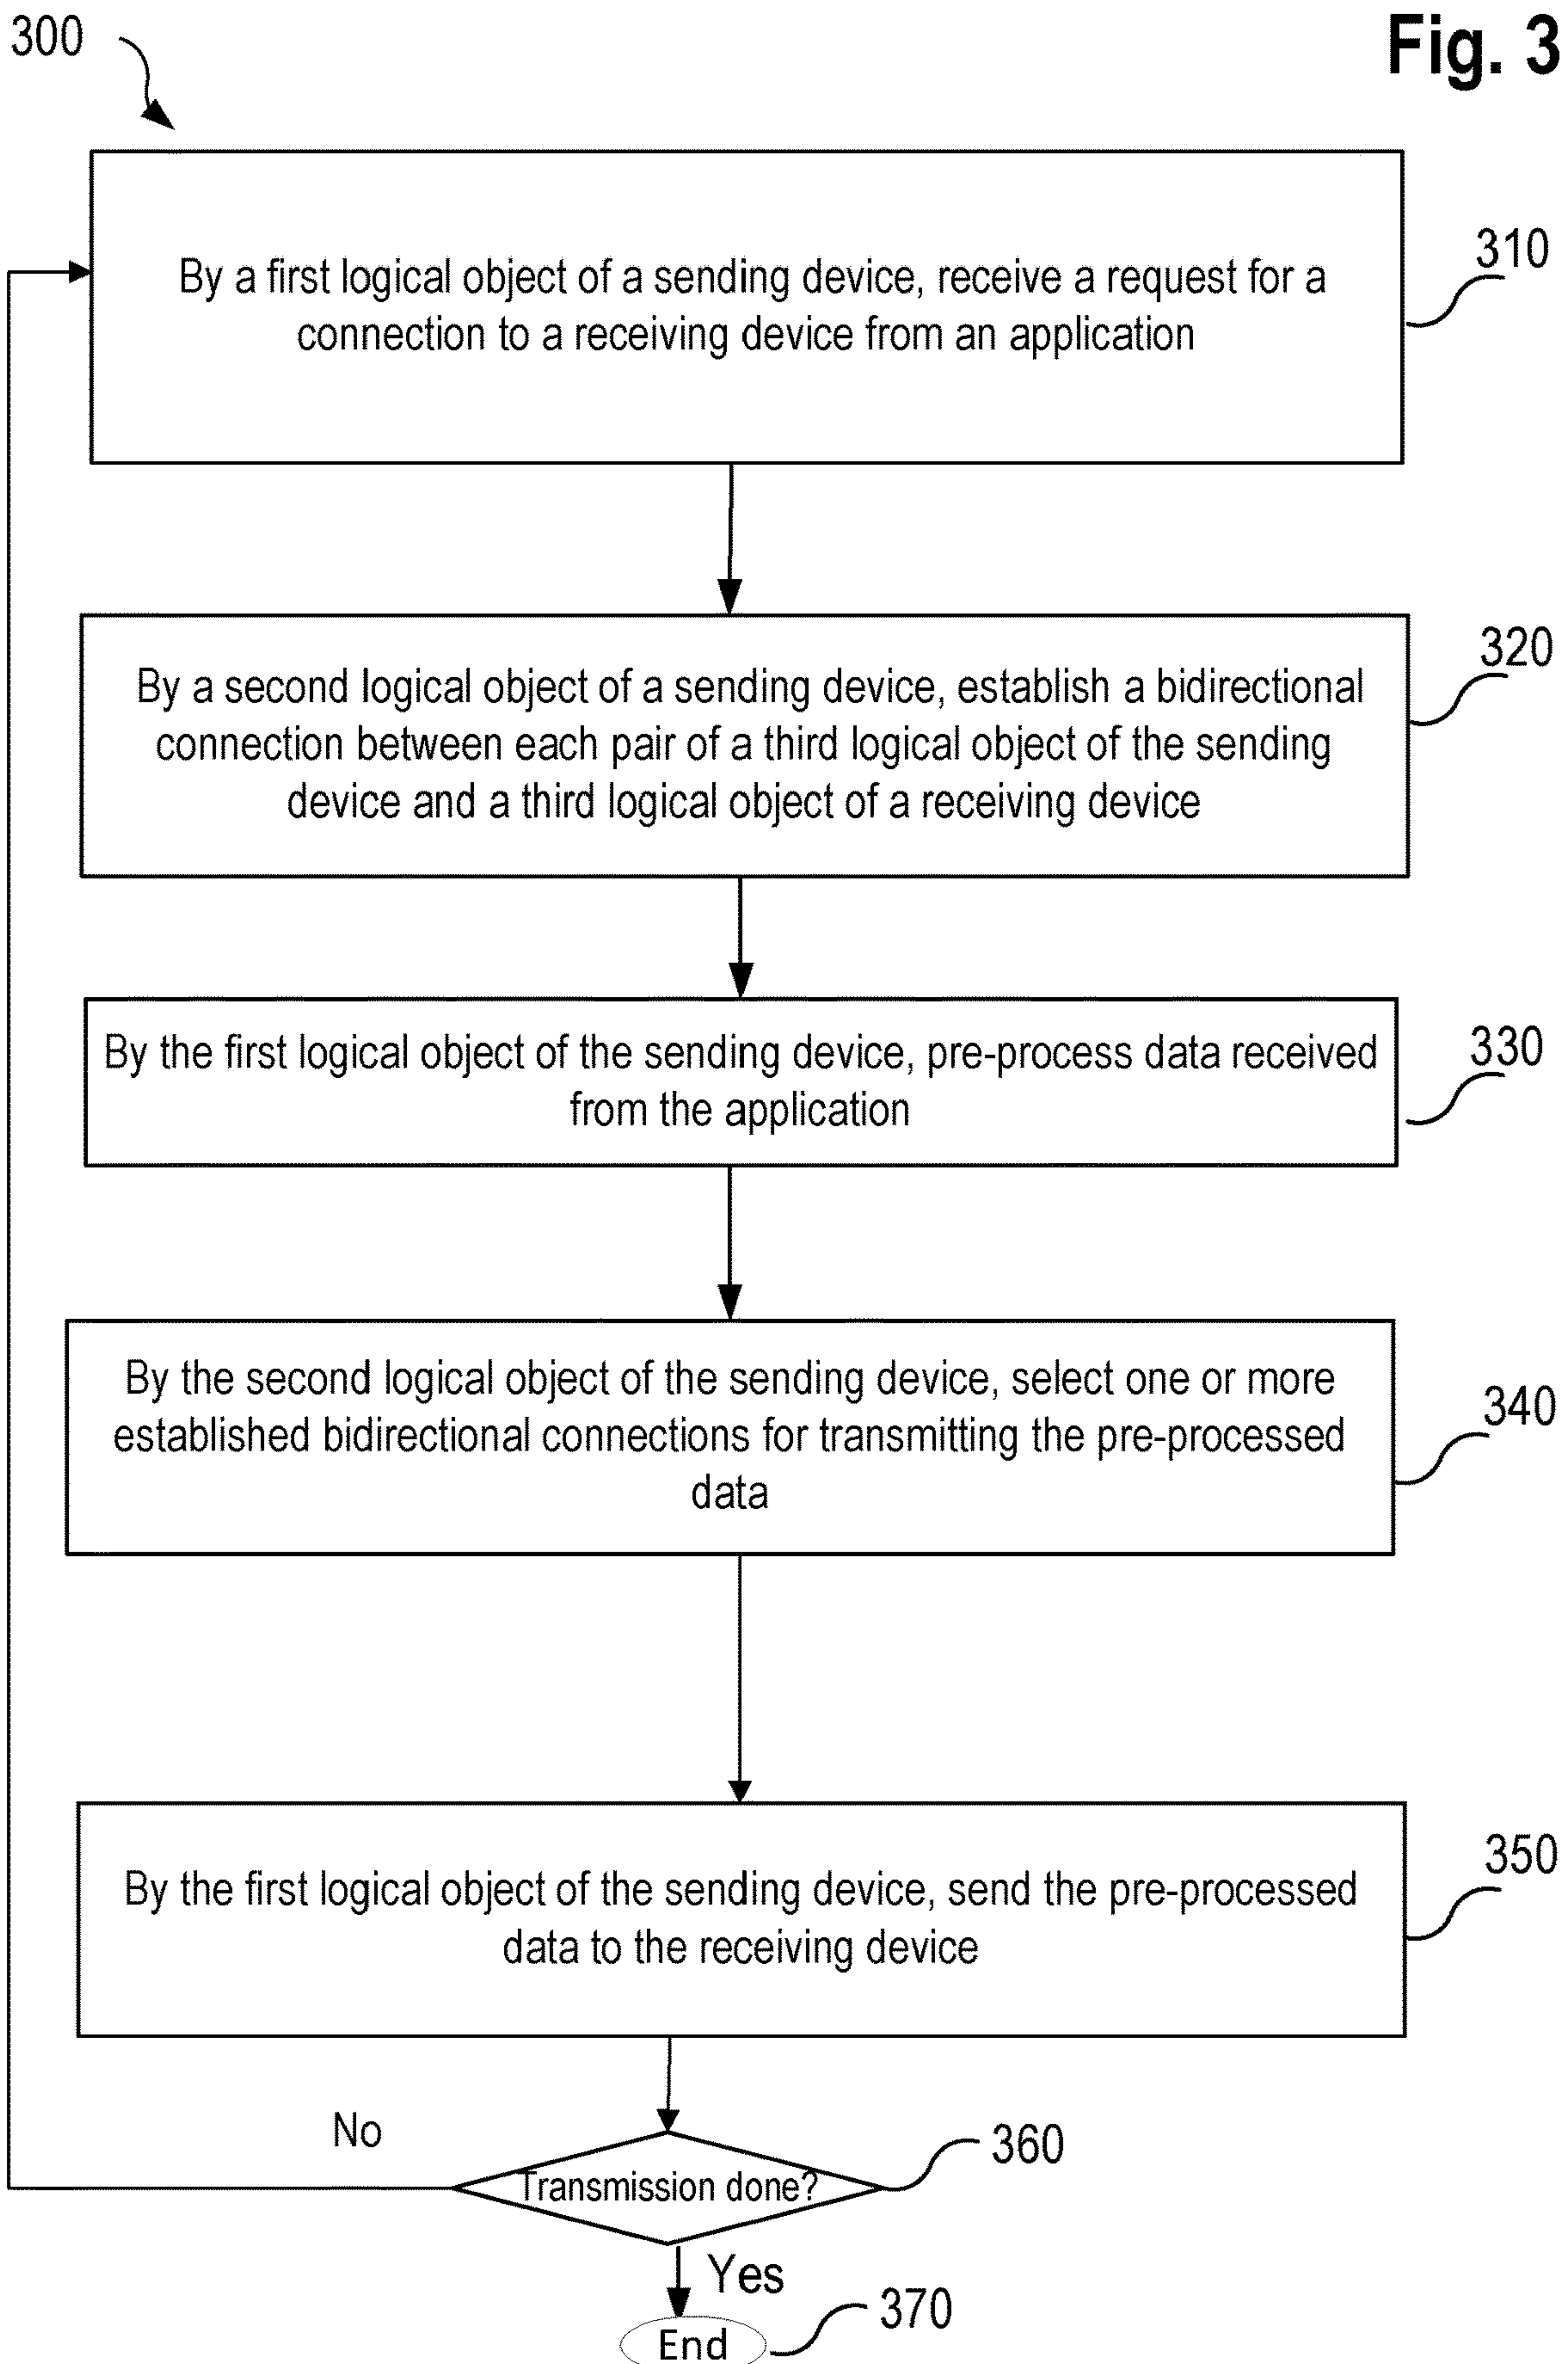 300
Fig. 3
By a first logical object of a sending device, receive a request for a
connection to a receiving device from an application
310
By a second logical object of a sending device, establish a bidirectional
connection between each pair of a third logical object of the sending
device and a third logical object of a receiving device
320
By the first logical object of the sending device, pre-process data received
from the application
330
By the second logical object of the sending device, select one or more
established bidirectional connections for transmitting the pre-processed
data
340
By the first logical object of the sending device, send the pre-processed
data to the receiving device
350
No
Transmission done?
360
Yes
End
370